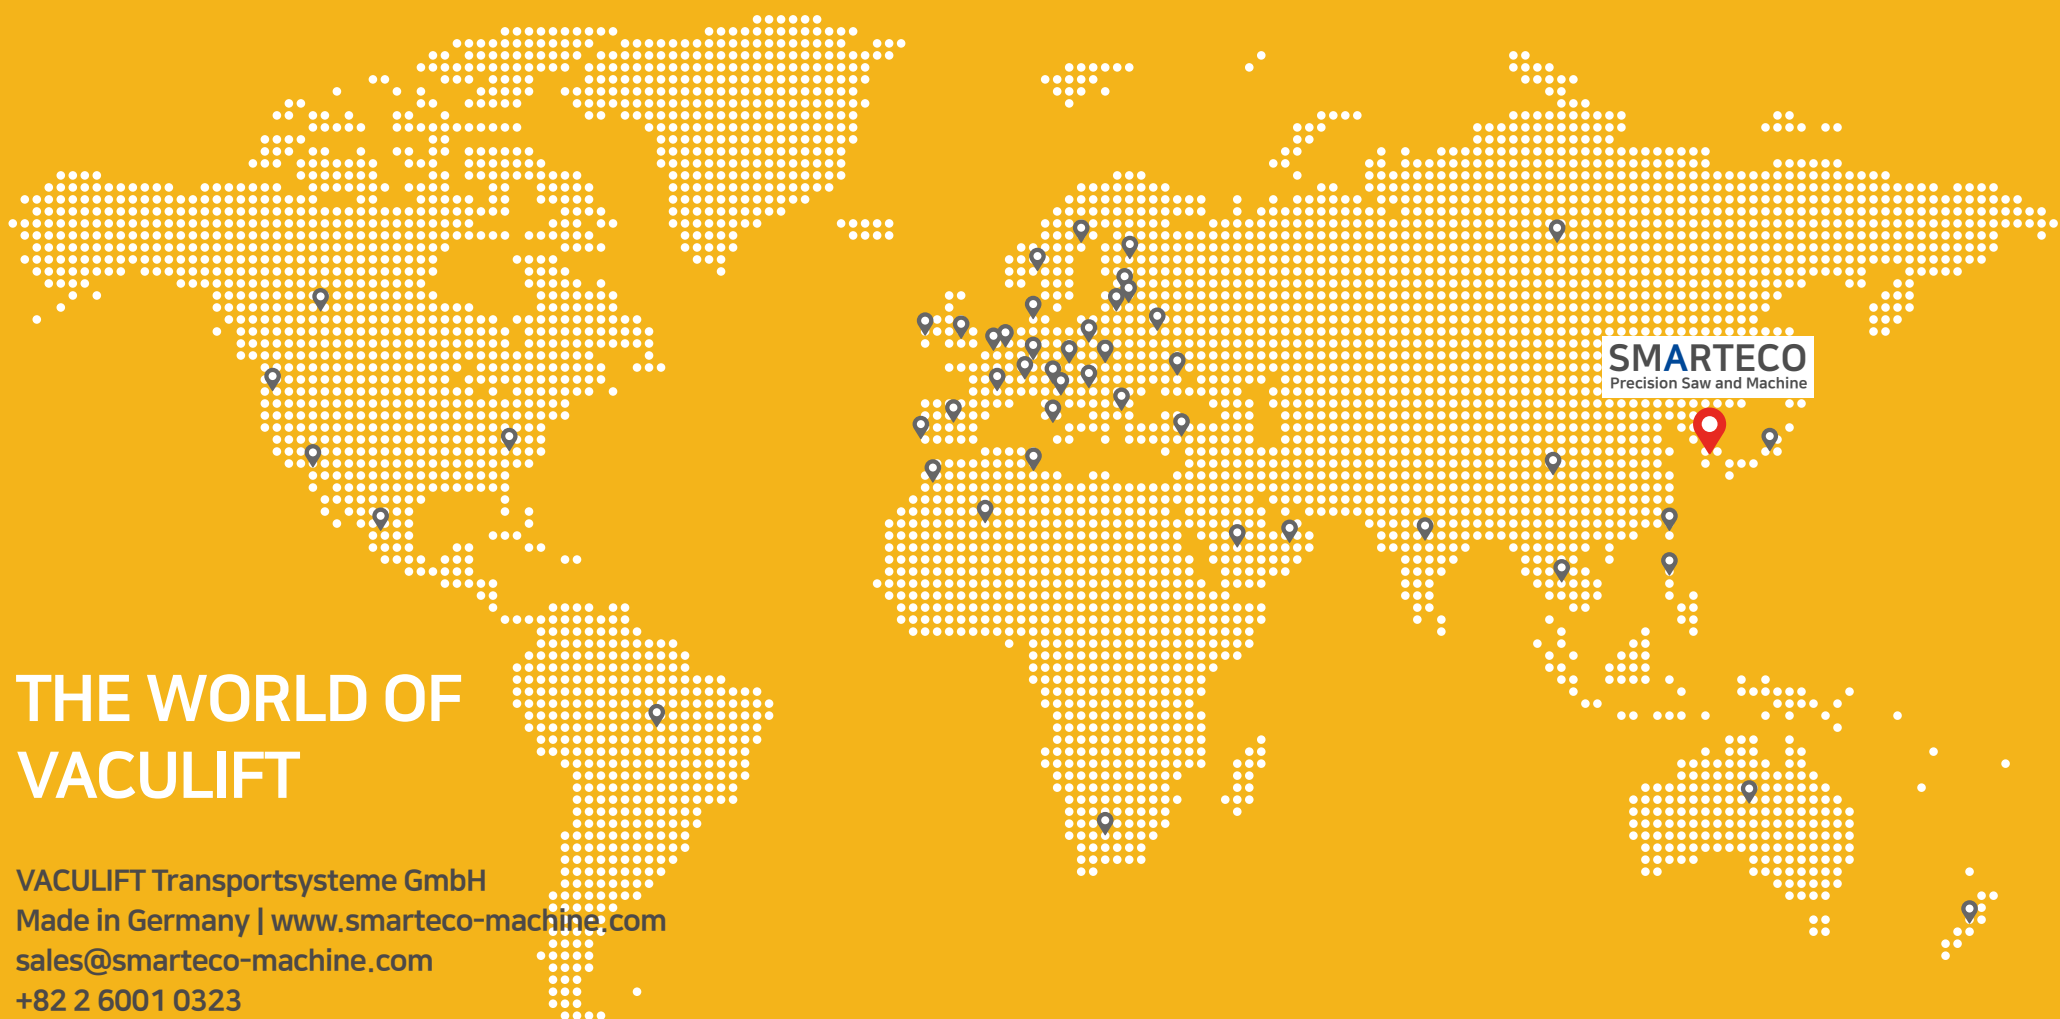 SMARTECO
Precision Saw and Machine
THE WORLD OF
VACULIFT
VACULIFT Transportsysteme GmbH
Made in Germany | www.smarteco-machine.com
sales@smarteco-machine.com
+82 2 6001 0323